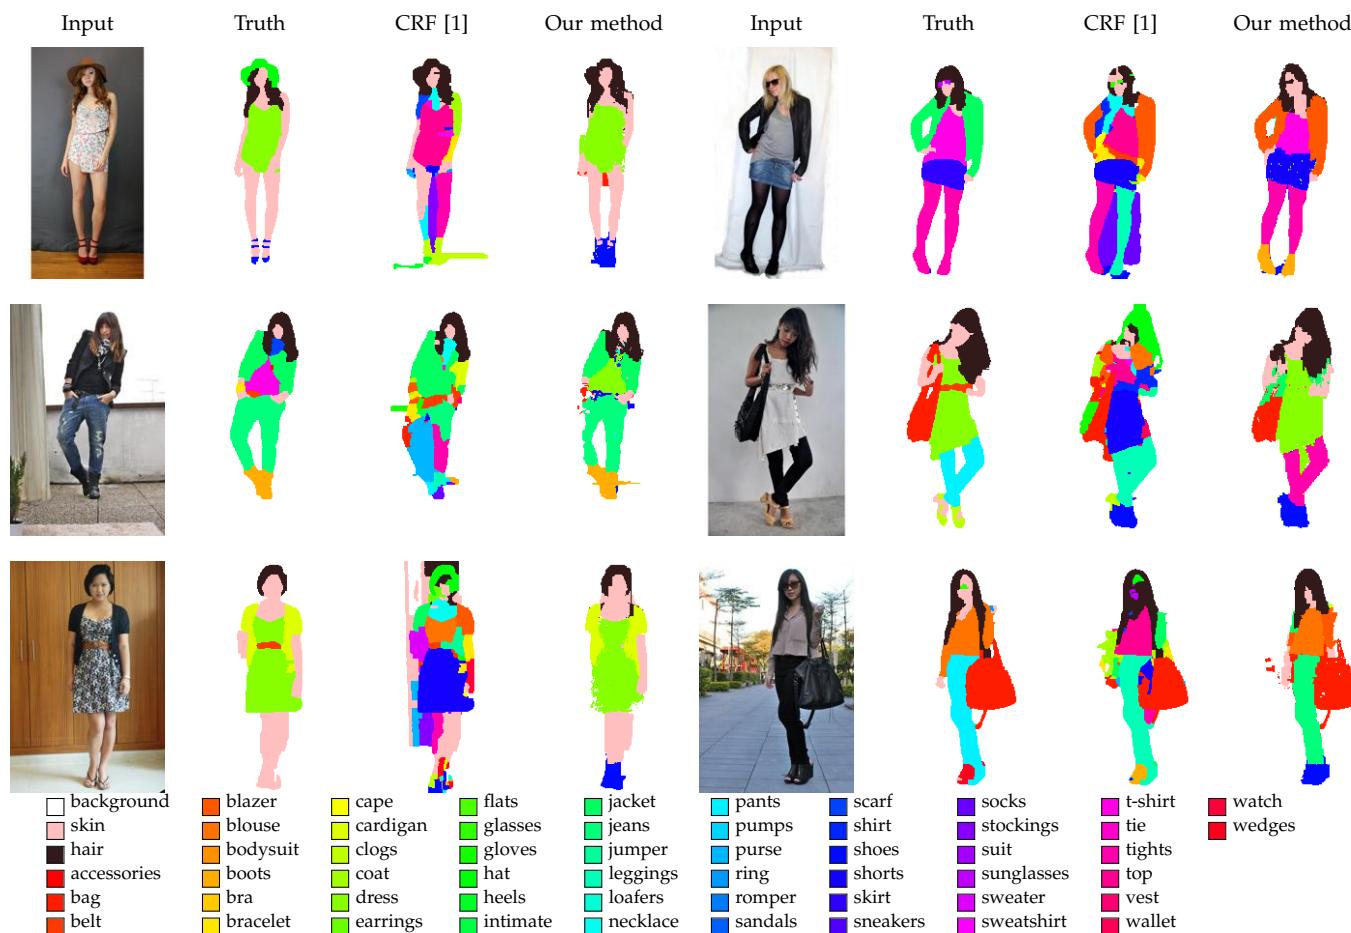 Input Truth CRF [1] Our method Input Truth CRF [1] Our method
background blazer cape flats jacket pants scarf socks t-shirt watch
skin blouse cardigan glasses jeans pumps shirt stockings tie wedges
hair bodysuit clogs gloves jumper purse shoes suit tights
accessories boots coat hat leggings ring shorts sunglasses top
bag bra dress heels loafers romper skirt sweater vest
belt bracelet earrings intimate necklace sandals sneakers sweatshirt wallet